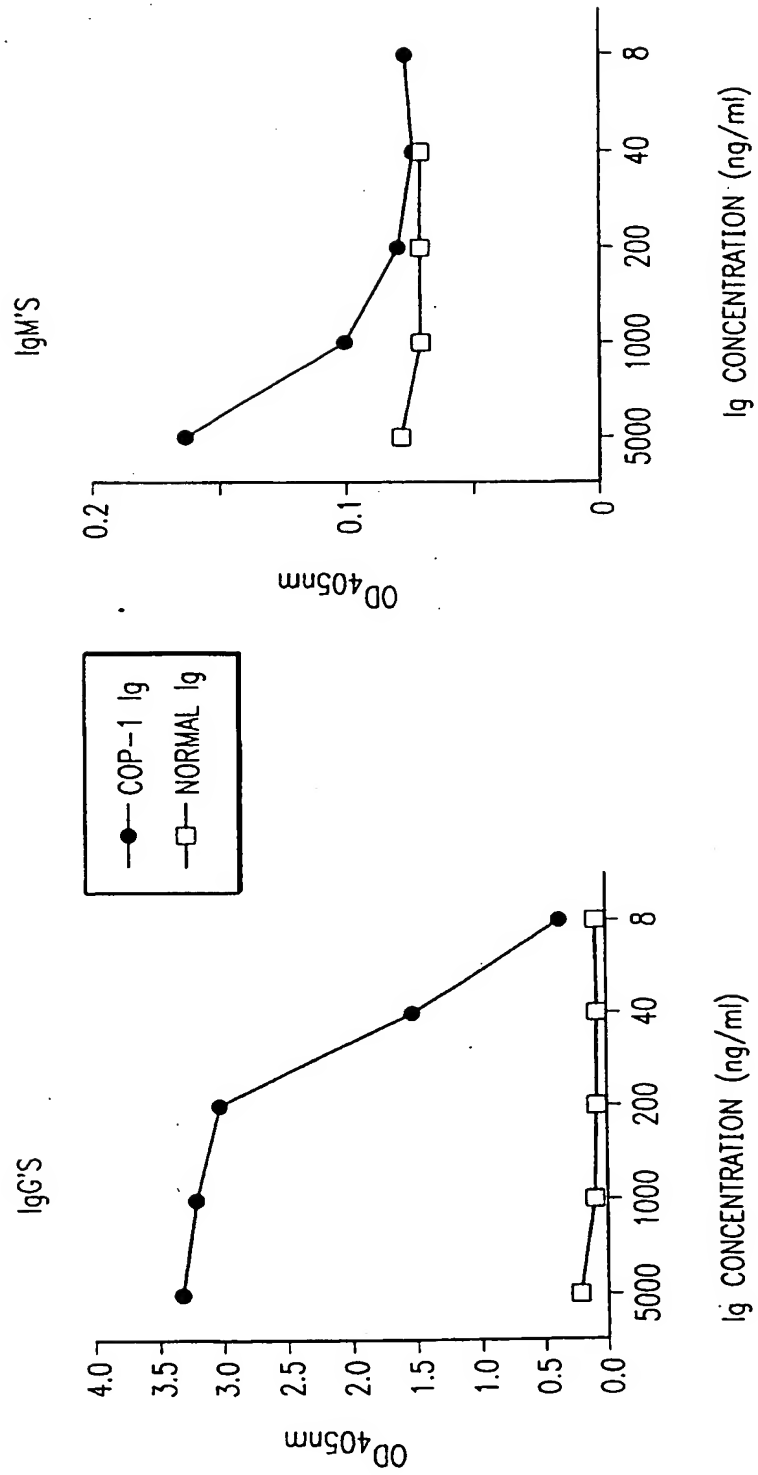 IgG'S
OD405nm
4.0
3.5
3.0
2.5
2.0
1.5
1.0
0.5
0.0
5000 1000 200 40 8
Ig CONCENTRATION (ng/ml)
COP-1 Ig
NORMAL Ig
IgM'S
OD405nm
0.2
0.1
0
5000 1000 200 40 8
Ig CONCENTRATION (ng/ml)